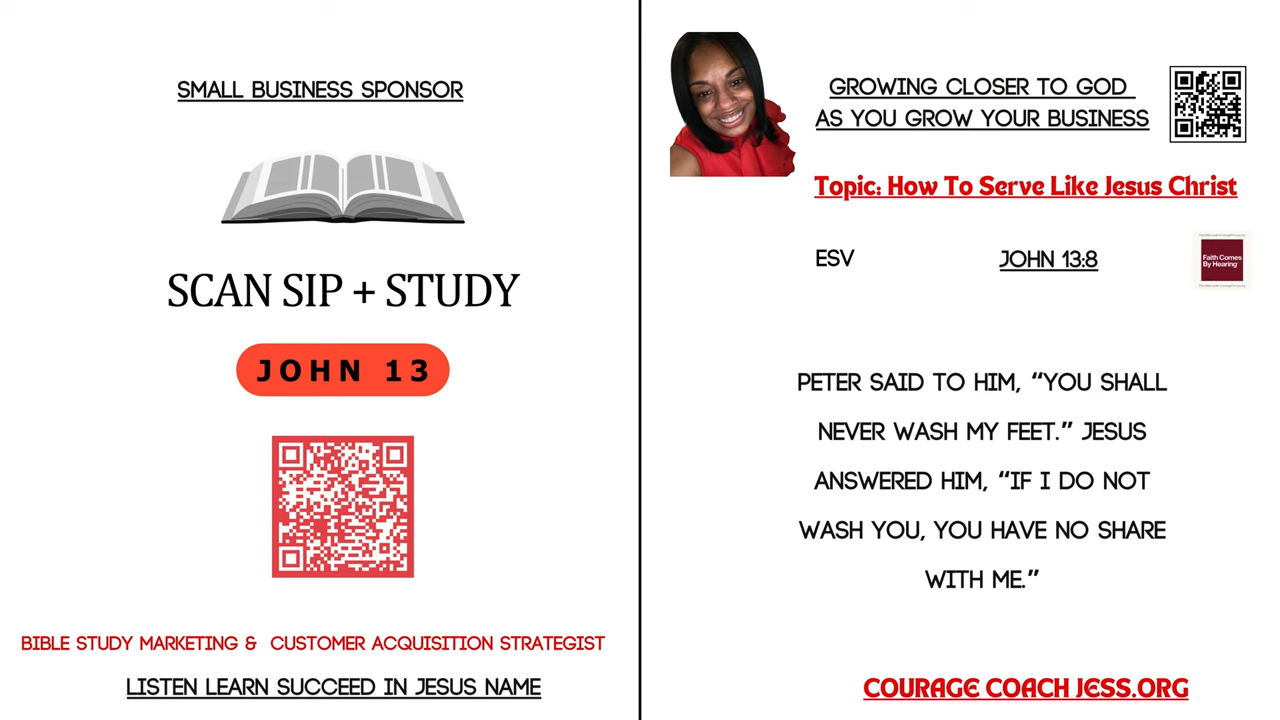 SMALL BUSINESS SPONSOR
SCAN SIP + STUDY
JOHN 13
BIBLE STUDY MARKETING & CUSTOMER ACQUISITION STRATEGIST
LISTEN LEARN SUCCEED IN JESUS NAME
GROWING CLOSER TO GOD
AS YOU GROW YOUR BUSINESS
Topic: How To Serve Like Jesus Christ
ESV
JOHN 13:8
Faith Comes
By Hearing
PETER SAID TO HIM, “YOU SHALL
NEVER WASH MY FEET.” JESUS
ANSWERED HIM, “IF I DO NOT
WASH YOU, YOU HAVE NO SHARE
WITH ME.”
COURAGE COACH JESS.ORG